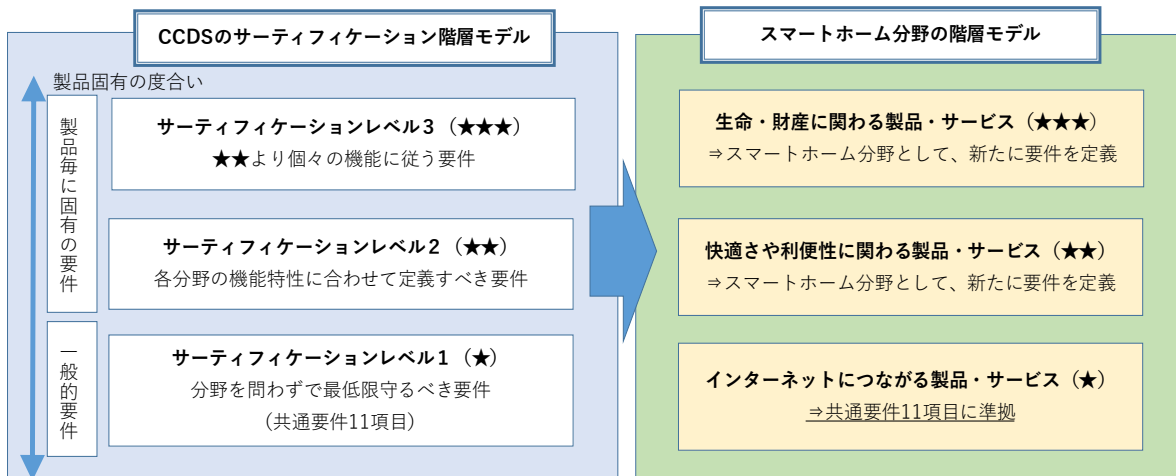 CCDSのサーティフィケーション階層モデル
製品固有の度合い
製品毎に固有の要件
サーティフィケーションレベル３（★★★）
★★より個々の機能に従う要件
サーティフィケーションレベル２（★★）
各分野の機能特性に合わせて定義すべき要件
一般的要件
サーティフィケーションレベル１（★）
分野を問わずで最低限守るべき要件
（共通要件11項目）
スマートホーム分野の階層モデル
生命・財産に関わる製品・サービス（★★★）
⇒スマートホーム分野として、新たに要件を定義
快適さや利便性に関わる製品・サービス（★★）
⇒スマートホーム分野として、新たに要件を定義
インターネットにつながる製品・サービス（★）
⇒共通要件11項目に準拠